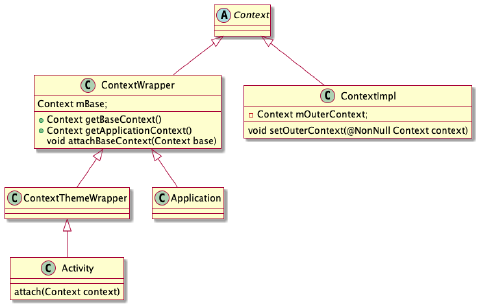 A Context
C ContextWrapper
Context mBase;
Context getBaseContext()
Context getApplicationContext()
void attachBaseContext(Context base)
C ContextImpl
Context mOuterContext;
void setOuterContext(@NonNull Context context)
C ContextThemeWrapper
C Application
C Activity
attach(Context context)